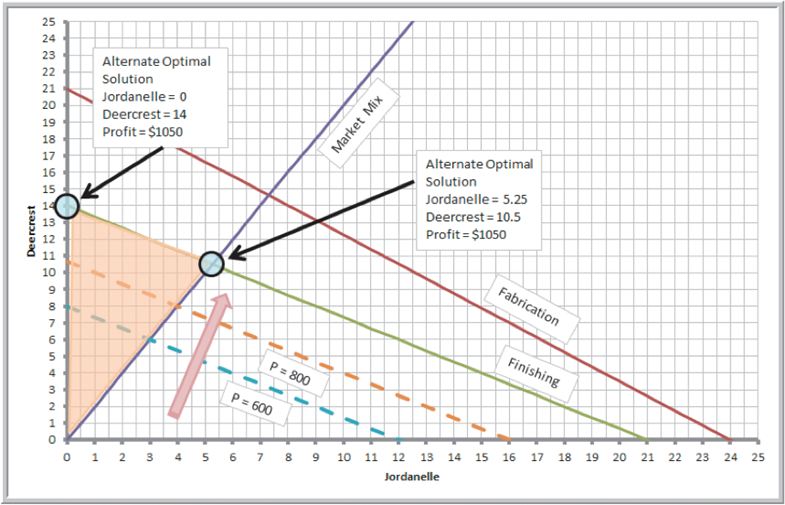 25
24
23
22
21
20
19
18
17
16
15
14
13
12
11
10
9
8
7
6
5
4
3
2
1
0
Deercrest
Alternate Optimal
Solution
Jordanelle = 0
Deercrest = 14
Profit = $1050
Market Mix
Alternate Optimal
Solution
Jordanelle = 5.25
Deercrest = 10.5
Profit = $1050
Fabrication
Finishing
P = 800
P = 600
0 1 2 3 4 5 6 7 8 9 10 11 12 13 14 15 16 17 18 19 20 21 22 23 24 25
Jordanelle